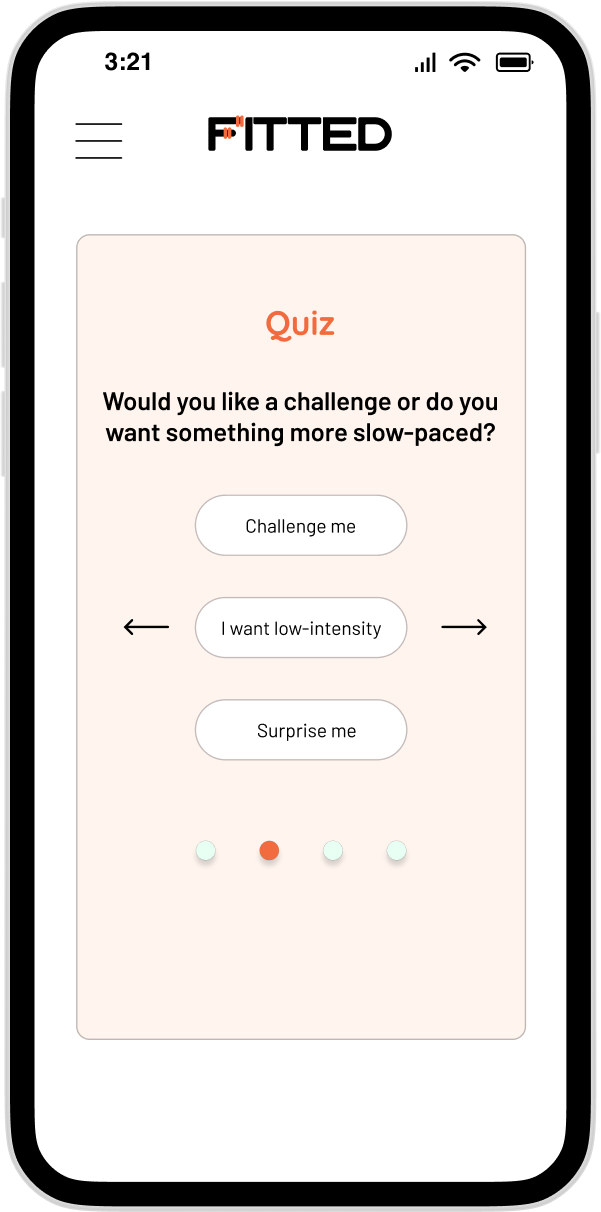 3:21
FITTED
Quiz
Would you like a challenge or do you
want something more slow-paced?
Challenge me
I want low-intensity
Surprise me